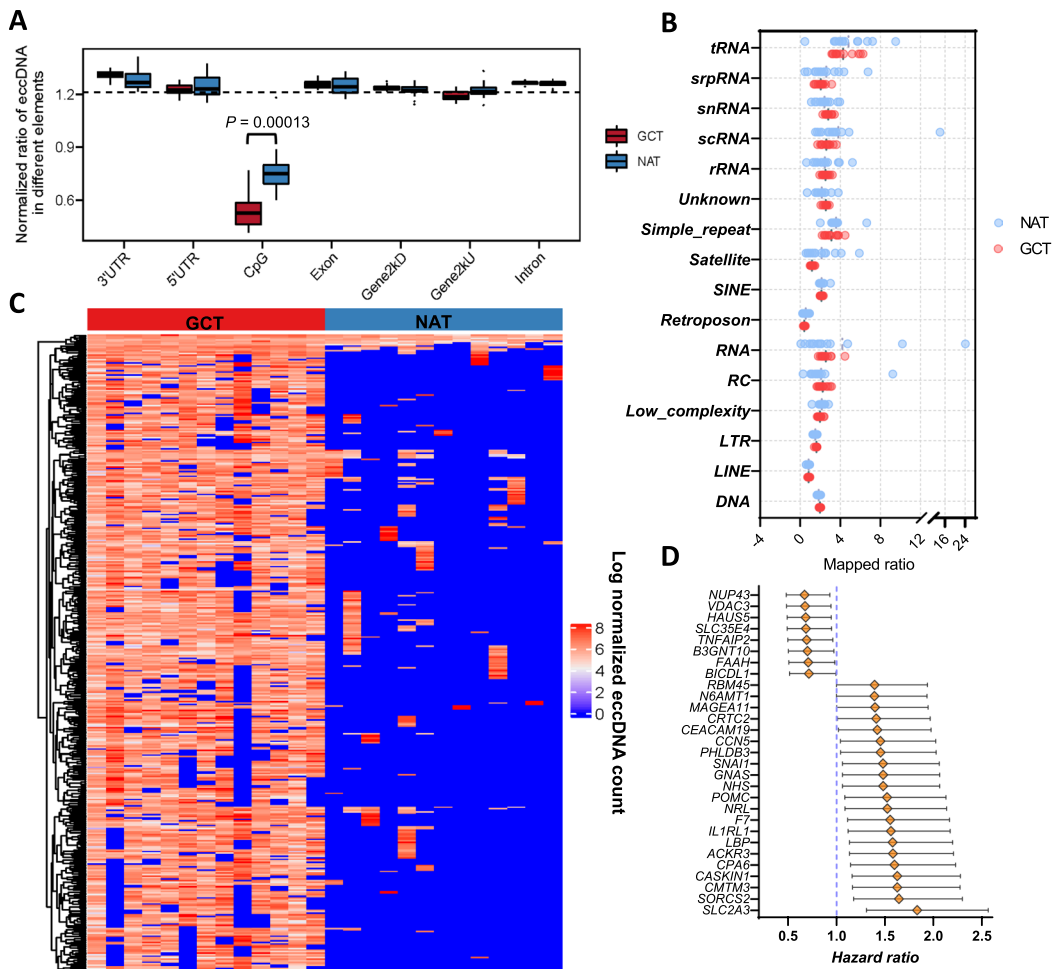 A
Normalized ratio of eccDNA
in different elements
1.2
0.9
0.6
P = 0.00013
3'UTR
5'UTR
CpG
Exon
Gene2kD
Gene2kU
Intron
GCT
NAT
B
tRNA
srpRNA
snRNA
scRNA
rRNA
Unknown
Simple_repeat
Satellite
SINE
Retroposon
RNA
RC
Low_complexity
LTR
LINE
DNA
-4
0
4
8
12
16
24
Mapped ratio
NAT
GCT
C
GCT
NAT
Log normalized eccDNA count
8
6
4
2
0
D
NUP43
VDAC3
HAUS5
SLC35E4
TNFAIP2
B3GNT10
FAAH
BICDL1
RBM45
N6AMT1
MAGEA11
CRTC2
CEACAM19
CCN5
PHLDB3
SNAI1
GNAS
NHS
POMC
NRL
F7
IL1RL1
LBP
ACKR3
CPA6
CASKIN1
CMTM3
SORCS2
SLC2A3
0.5
1.0
1.5
2.0
2.5
Hazard ratio